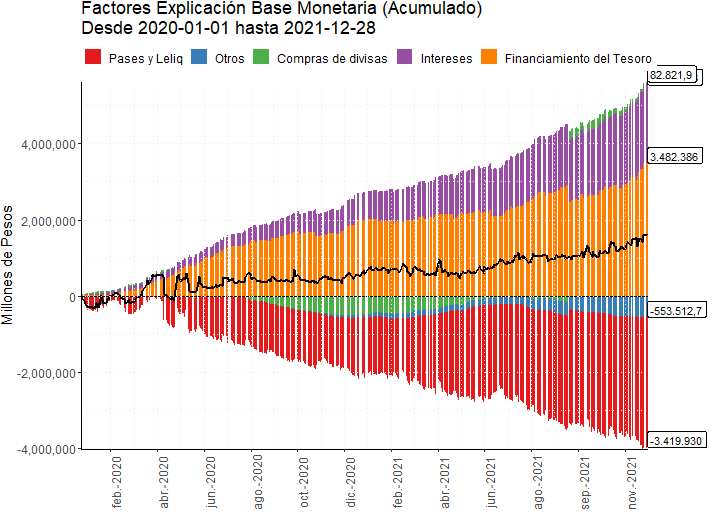 Factores Explicación Base Monetaria (Acumulado)
Desde 2020-01-01 hasta 2021-12-28
Pases y Leliq Otros Compras de divisas Intereses Financiamiento del Tesoro
82.821,9
4,000,000
3.482.386
2,000,000
0
-553.512,7
-2,000,000
-3.419.930
-4,000,000
Millones de Pesos
feb.-2020 abr.-2020 jun.-2020 ago.-2020 oct.-2020 dic.-2020 feb.-2021 abr.-2021 jun.-2021 ago.-2021 sep.-2021 nov.-2021